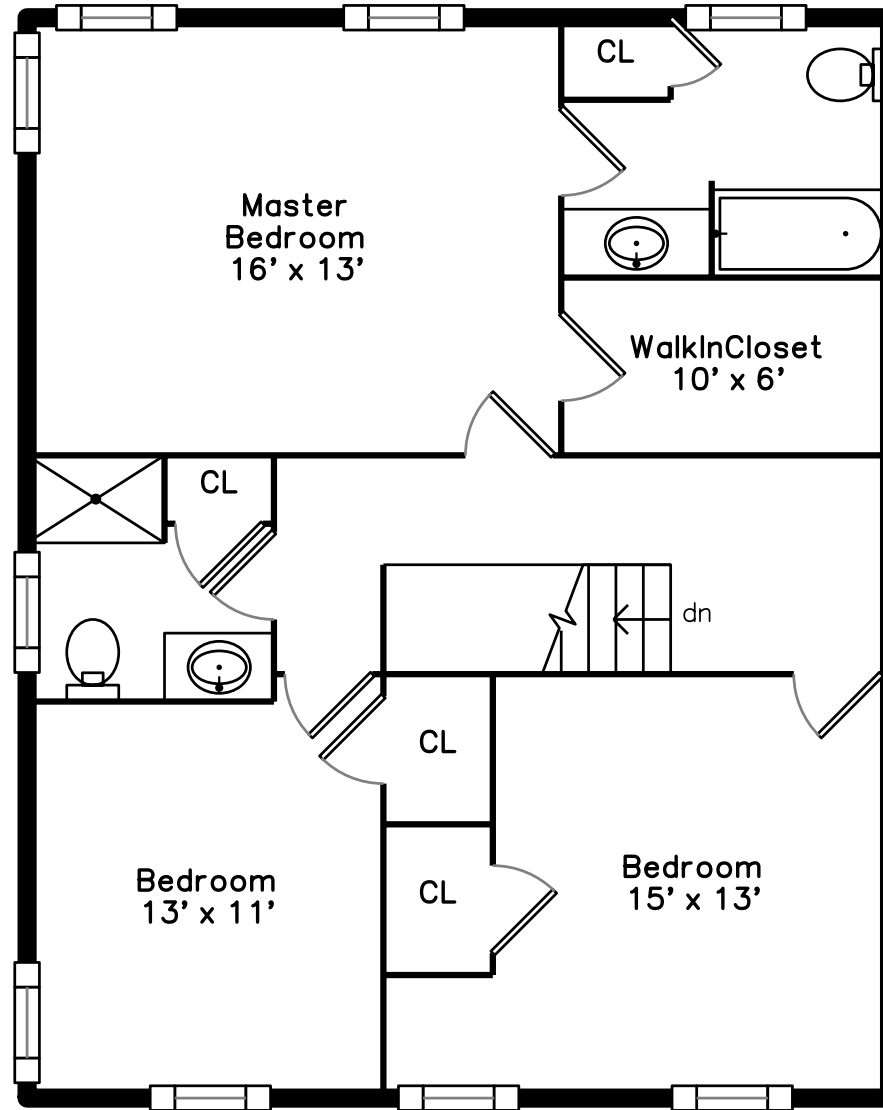 CL
Master
Bedroom
16' x 13'
WalkInCloset
10' x 6'
CL
dn
CL
Bedroom
13' x 11'
CL
Bedroom
15' x 13'